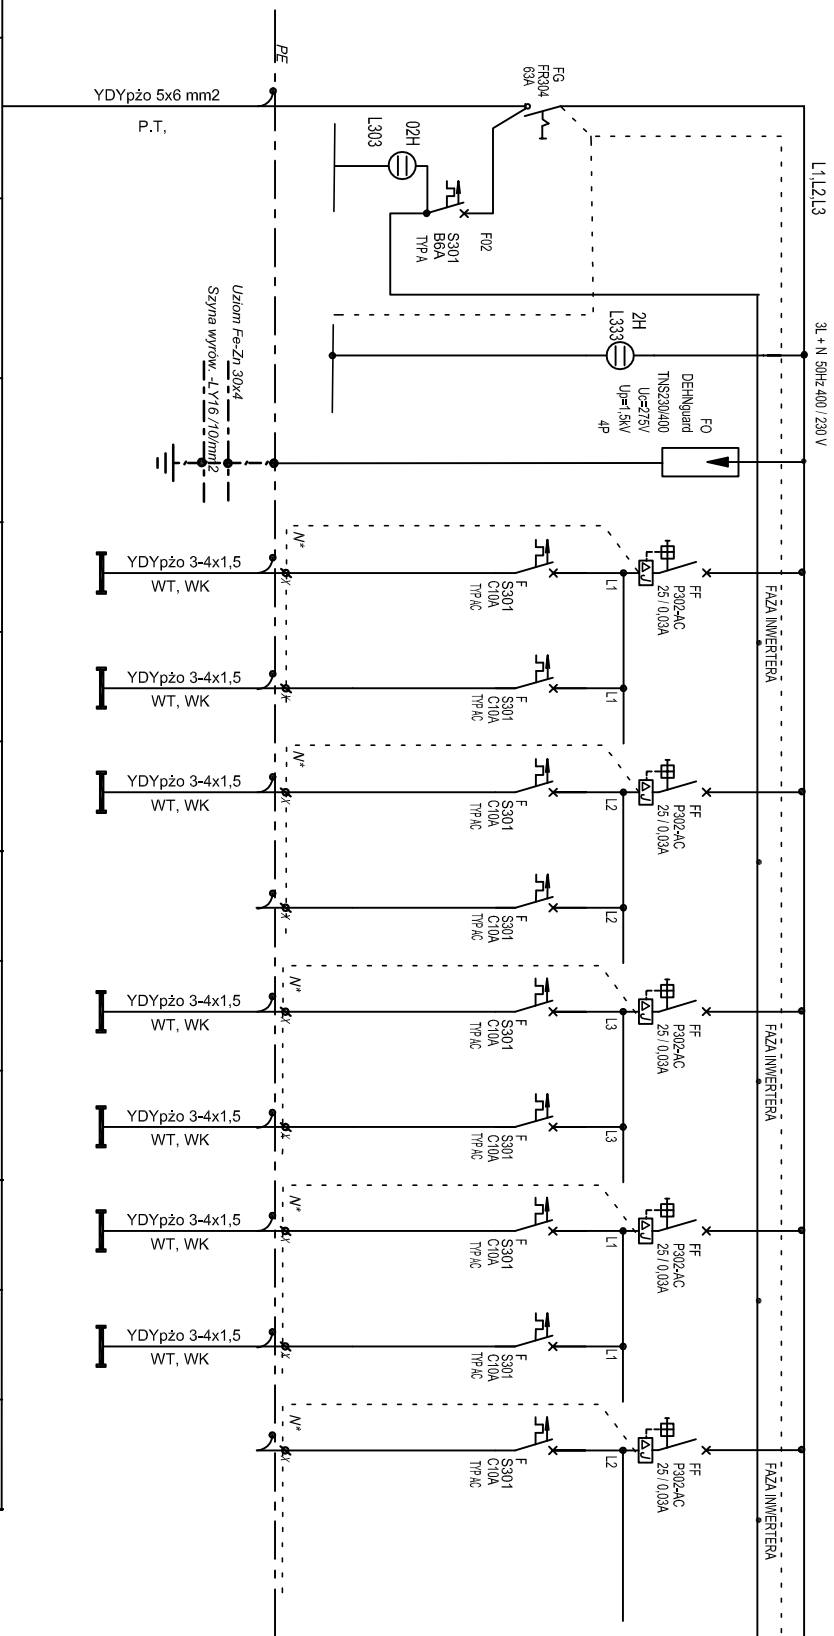 PE
YDYpżo 5x6 mm2
P.T,
FG
FR304
63A
L1,L2,L3
02H
L303
F02
S301
B6A
TYP A
3L + N 50Hz 400 / 230 V
2H
L333
Uziom Fe-Zn 30x4
Szyna wyrów. -LY16 /10/mm2
FO
DEHNguard
TNS230/400
Uc=275V
Up=1,5kV
4P
N*
YDYpżo 3-4x1,5
WT, WK
X
F
S301
C10A
TYP AC
L1
FF
P302-AC
25 / 0,03A
FAZA INWERTERA
YDYpżo 3-4x1,5
WT, WK
X
F
S301
C10A
TYP AC
L1
N*
YDYpżo 3-4x1,5
WT, WK
X
F
S301
C10A
TYP AC
L2
FF
P302-AC
25 / 0,03A
X
F
S301
C10A
TYP AC
L2
N*
YDYpżo 3-4x1,5
WT, WK
X
F
S301
C10A
TYP AC
L3
FF
P302-AC
25 / 0,03A
FAZA INWERTERA
YDYpżo 3-4x1,5
WT, WK
X
F
S301
C10A
TYP AC
L3
N*
YDYpżo 3-4x1,5
WT, WK
X
F
S301
C10A
TYP AC
L1
FF
P302-AC
25 / 0,03A
YDYpżo 3-4x1,5
WT, WK
X
F
S301
C10A
TYP AC
L1
N*
X
F
S301
C10A
TYP AC
L2
FF
P302-AC
25 / 0,03A
FAZA INWERTERA